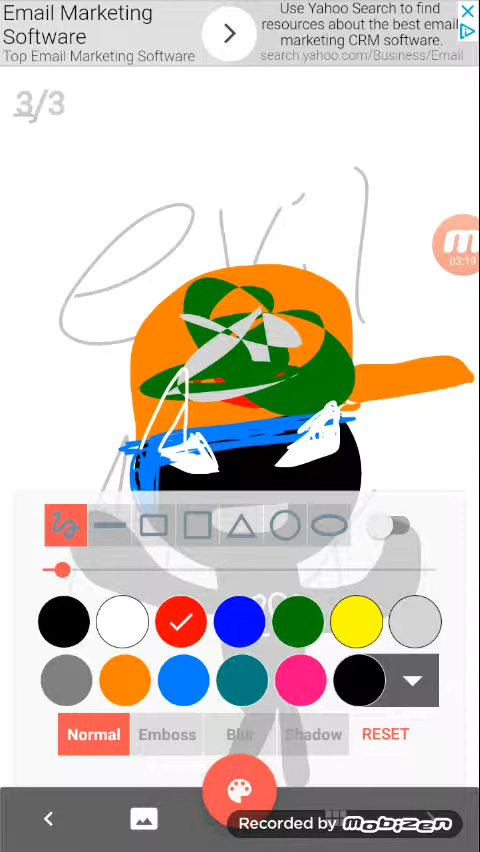 Email Marketing Software
Top Email Marketing Software
Use Yahoo Search to find resources about the best email marketing CRM software.
search.yahoo.com/Business/Email
3/3
evil
03:19
Normal Emboss Blur Shadow RESET
Recorded by mobizen